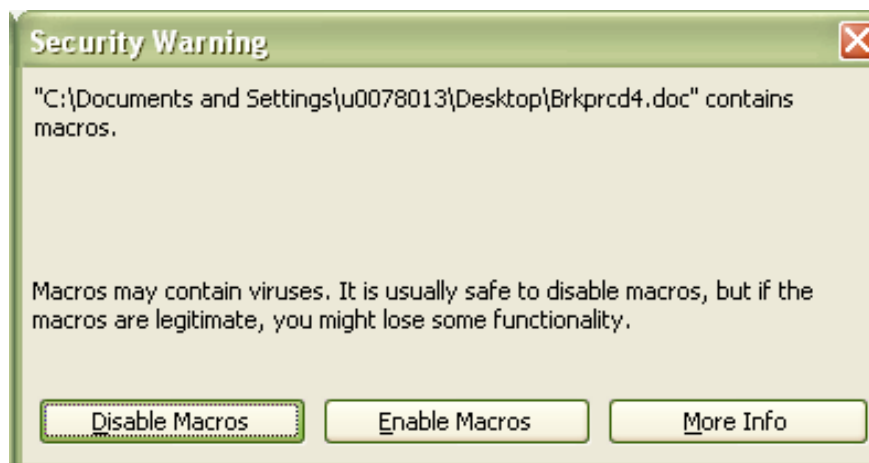 Security Warning
"C:\Documents and Settings\u0078013\Desktop\Brkprcd4.doc" contains
macros.
Macros may contain viruses. It is usually safe to disable macros, but if the
macros are legitimate, you might lose some functionality.
Disable Macros Enable Macros More Info